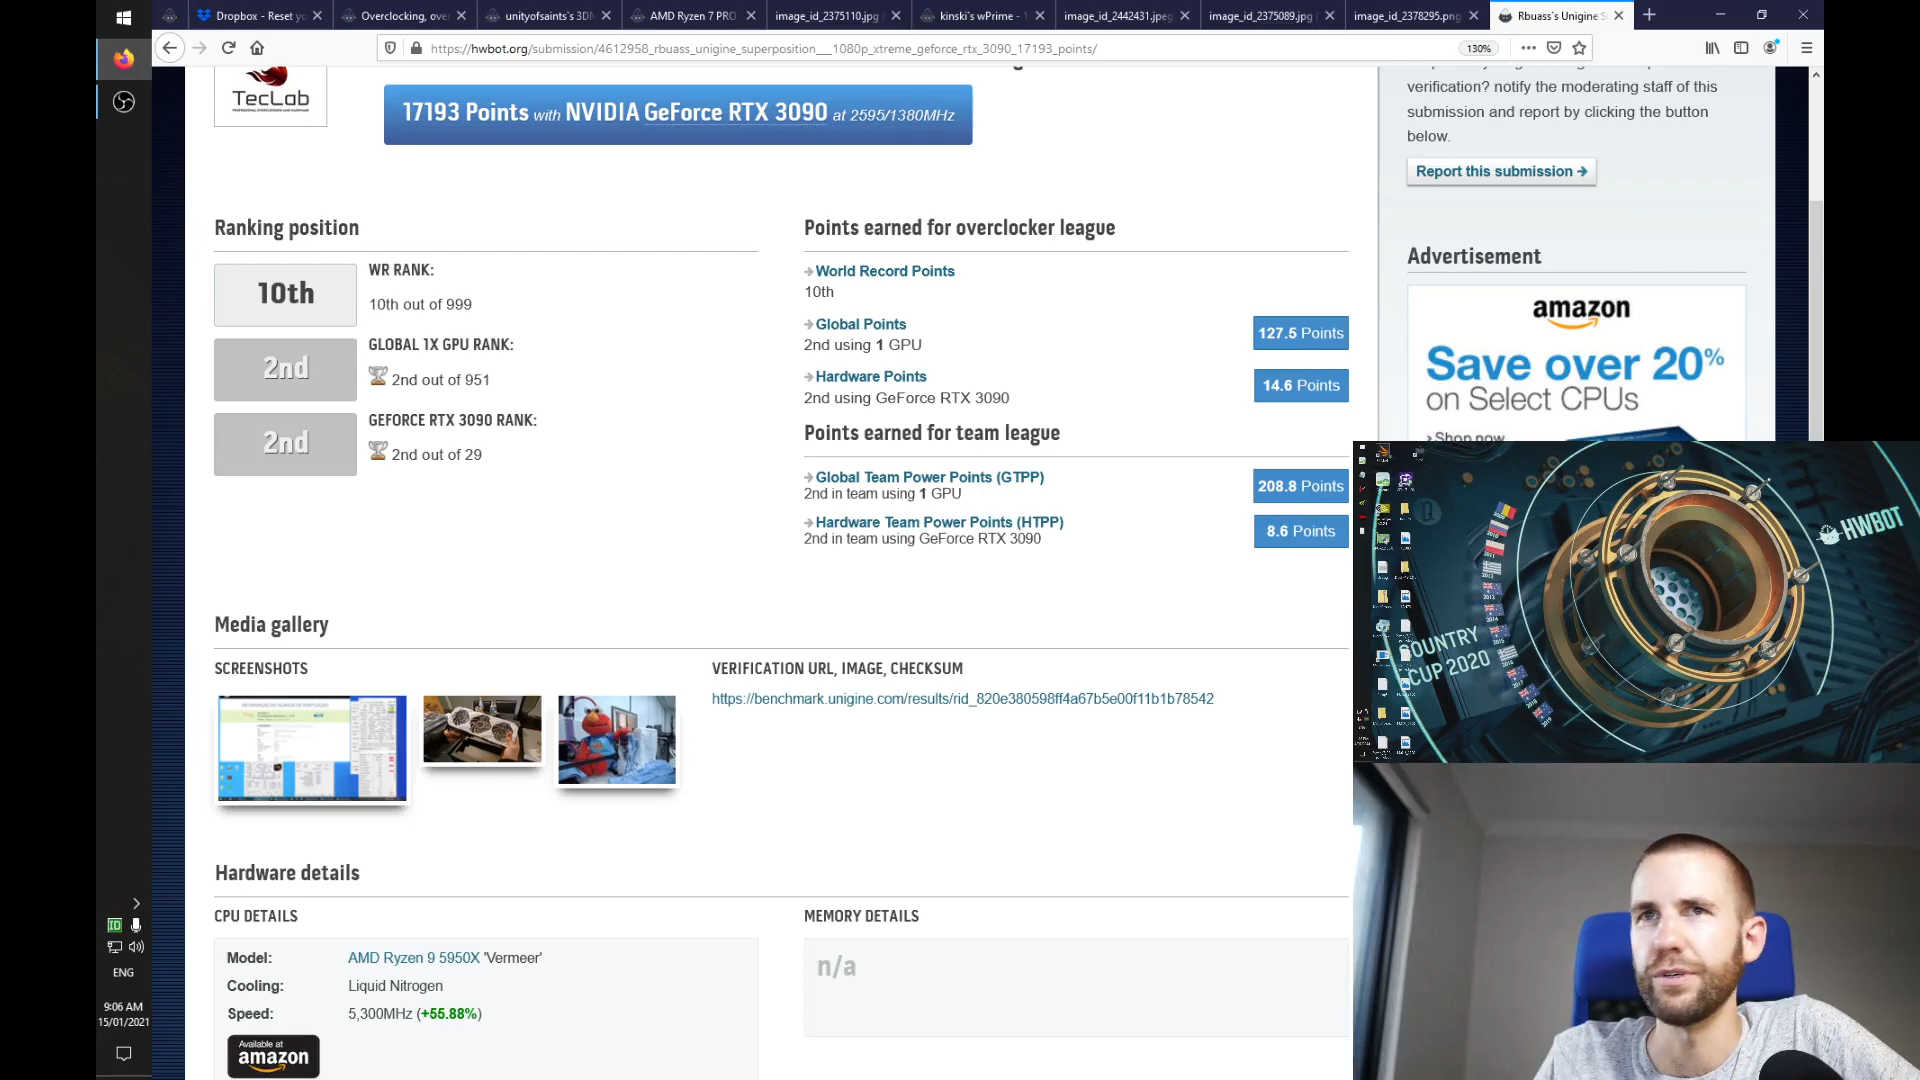 Dropbox - Reset yo
Overclocking, ove
unityofsaints's 3DM
AMD Ryzen 7 PRO
image_id_2375110.jpg
kinski's wPrime - 1
image_id_2442431.jpeg
image_id_2375089.jpg
image_id_2378295.png
Rbuass's Unigine S
https://hwbot.org/submission/4612958_rbuass_unigine_superposition___1080p_xtreme_geforce_rtx_3090_17193_points/
130%
TecLab
17193 Points with NVIDIA GeForce RTX 3090 at 2595/1380MHz
verification? notify the moderating staff of this
submission and report by clicking the button
below.
Report this submission
Ranking position
10th
WR RANK:
10th out of 999
2nd
GLOBAL 1X GPU RANK:
2nd out of 951
2nd
GEFORCE RTX 3090 RANK:
2nd out of 29
Points earned for overclocker league
World Record Points
10th
Global Points
2nd using 1 GPU
127.5 Points
Hardware Points
2nd using GeForce RTX 3090
14.6 Points
Points earned for team league
Global Team Power Points (GTPP)
2nd in team using 1 GPU
208.8 Points
Hardware Team Power Points (HTPP)
2nd in team using GeForce RTX 3090
8.6 Points
Advertisement
amazon
Save over 20%
on Select CPUs
Shop now
HWBOT
COUNTRY
CUP 2020
Media gallery
SCREENSHOTS
VERIFICATION URL, IMAGE, CHECKSUM
https://benchmark.unigine.com/results/rid_820e380598ff4a67b5e00f11b1b78542
Hardware details
CPU DETAILS
MEMORY DETAILS
Model: AMD Ryzen 9 5950X 'Vermeer'
Cooling: Liquid Nitrogen
Speed: 5,300MHz (+55.88%)
Available at
amazon
n/a
ENG
9:06 AM
15/01/2021